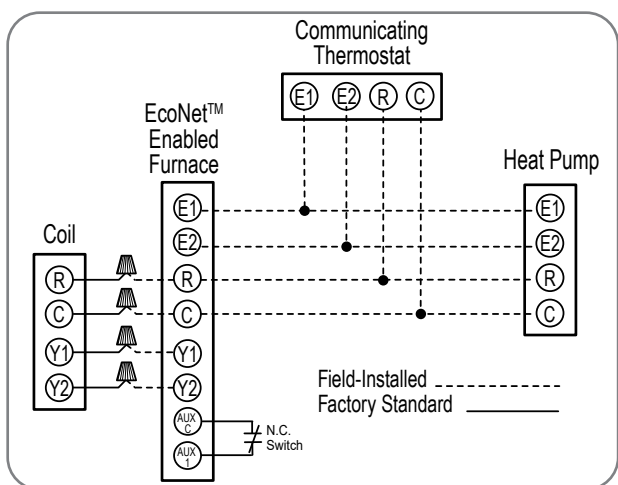 Communicating
Thermostat
E1 E2 R C
EcoNet™
Enabled
Furnace
Heat Pump
Coil
E1
E2
R
C
Y1
Y2
AUX
C
AUX
1
R
C
Y1
Y2
E1
E2
R
C
N.C.
Switch
Field-Installed
Factory Standard